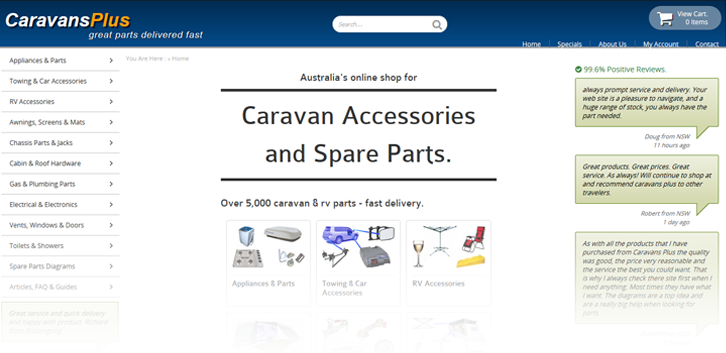 CaravansPlus
great parts delivered fast
Search...
View Cart.
0 Items
Home
Specials
About Us
My Account
Contact
Appliances & Parts
Towing & Car Accessories
RV Accessories
Awnings, Screens & Mats
Chassis Parts & Jacks
Cabin & Roof Hardware
Gas & Plumbing Parts
Electrical & Electronics
Vents, Windows & Doors
Toilets & Showers
Spare Parts Diagrams
Articles, FAQ & Guides
Great service and quick delivery
and happy with product. Richard
You Are Here : » Home
Australia's online shop for
Caravan Accessories
and Spare Parts.
Over 5,000 caravan & rv parts - fast delivery.
Appliances & Parts
Towing & Car
Accessories
RV Accessories
99.6% Positive Reviews.
always prompt service and delivery. Your
web site is a pleasure to navigate, and a
huge range of stock, you always have the
part needed.
Doug from NSW
11 hours ago
Great products. Great prices. Great
service. As always! Will continue to shop at
and recommend caravans plus to other
travelers.
Robert from NSW
1 day ago
As with all the products that I have
purchased from Caravans Plus the quality
was good, the price very reasonable and
the service the best you could want. That
is why I always check there site first when I
need anything. Most times they have what
I want. The diagrams are a top idea and
are a really big help when looking for
parts.